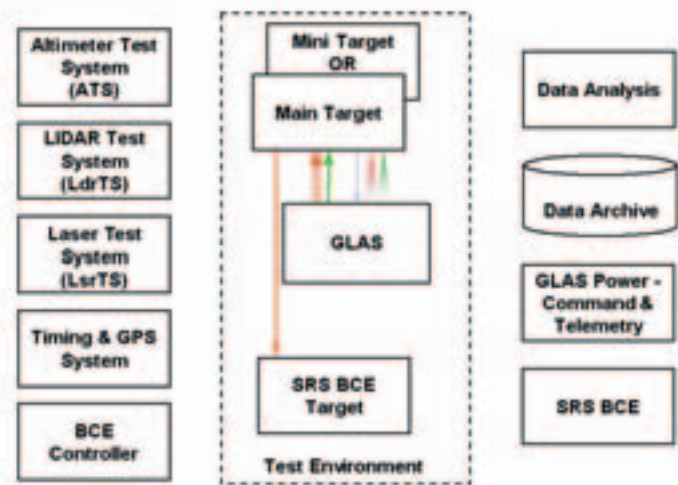 Altimeter Test
System
(ATS)
LIDAR Test
System
(LdrTS)
Laser Test
System
(LsrTS)
Timing & GPS
System
BCE
Controller
Mini Target
OR
Main Target
GLAS
SRS BCE
Target
Test Environment
Data Analysis
Data Archive
GLAS Power -
Command &
Telemetry
SRS BCE